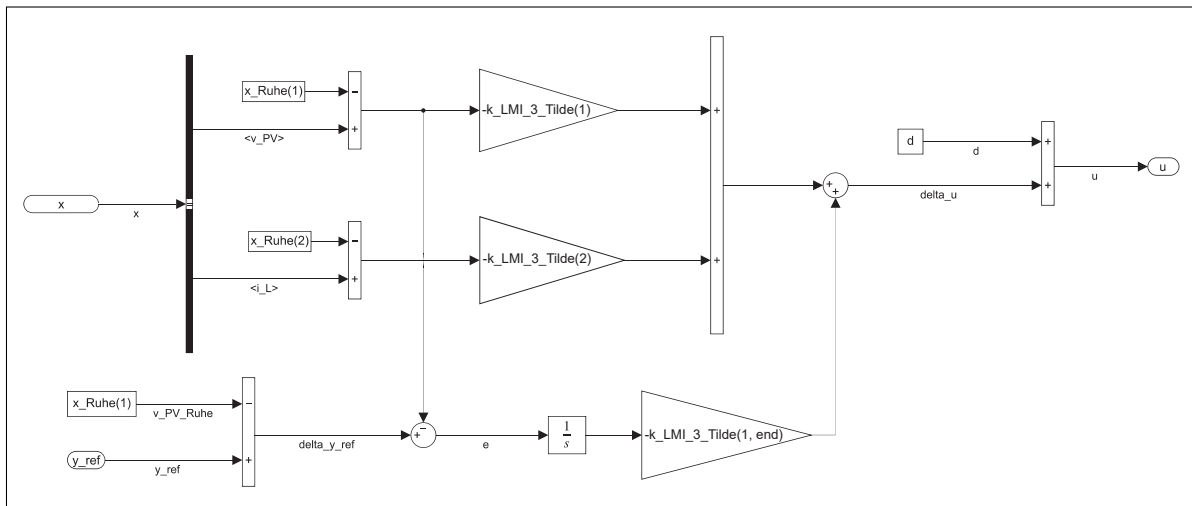 x_Ruhe(1)
-
+
<v_PV>
-k_LMI_3_Tilde(1)
+
d
d
+
+
u
u
x
x
+
+
delta_u
x_Ruhe(2)
-
+
<i_L>
-k_LMI_3_Tilde(2)
+
x_Ruhe(1)
v_PV_Ruhe
-
y_ref
y_ref
+
delta_y_ref
+
-
e
1
s
-k_LMI_3_Tilde(1, end)